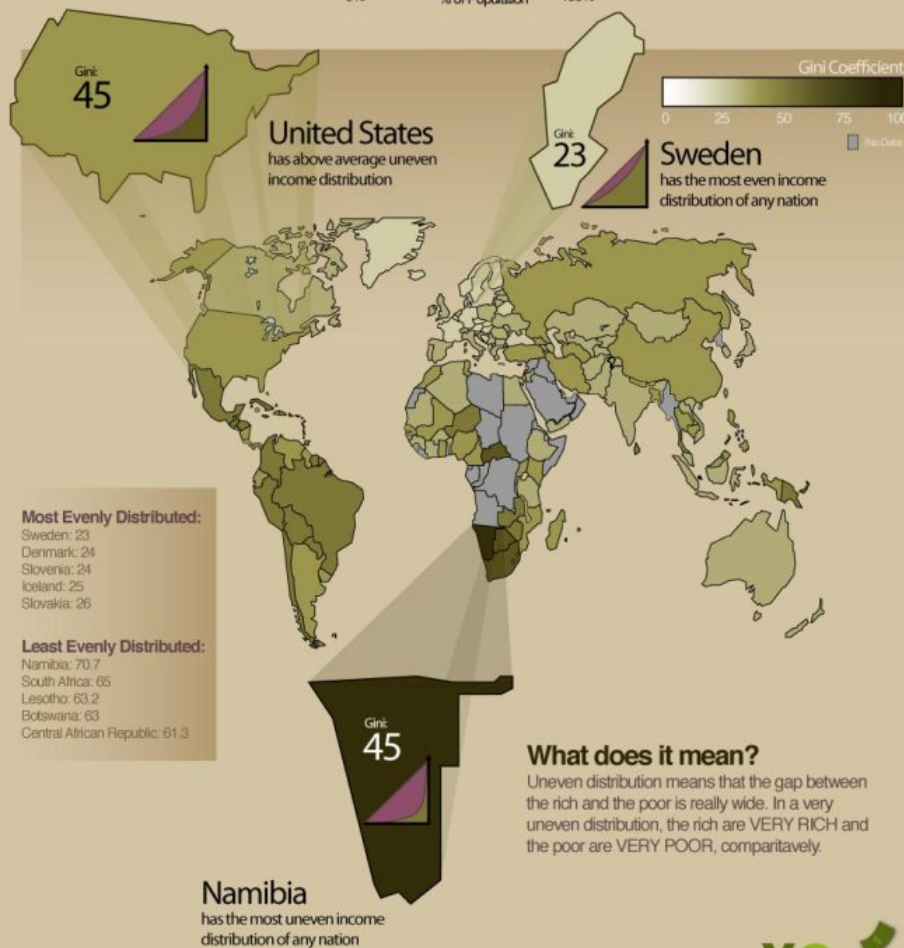 % of Population
Gini Coefficient
0 25 50 75 100
(No Data)
Gini:
45
United States
has above average uneven
income distribution
Gini:
23
Sweden
has the most even income
distribution of any nation
Most Evenly Distributed:
Sweden: 23
Denmark: 24
Slovenia: 24
Iceland: 25
Slovakia: 26
Least Evenly Distributed:
Namibia: 70.7
South Africa: 65
Lesotho: 63.2
Botswana: 63
Central African Republic: 61.3
Gini:
45
Namibia
has the most uneven income
distribution of any nation
What does it mean?
Uneven distribution means that the gap between
the rich and the poor is really wide. In a very
uneven distribution, the rich are VERY RICH and
the poor are VERY POOR, comparitavely.